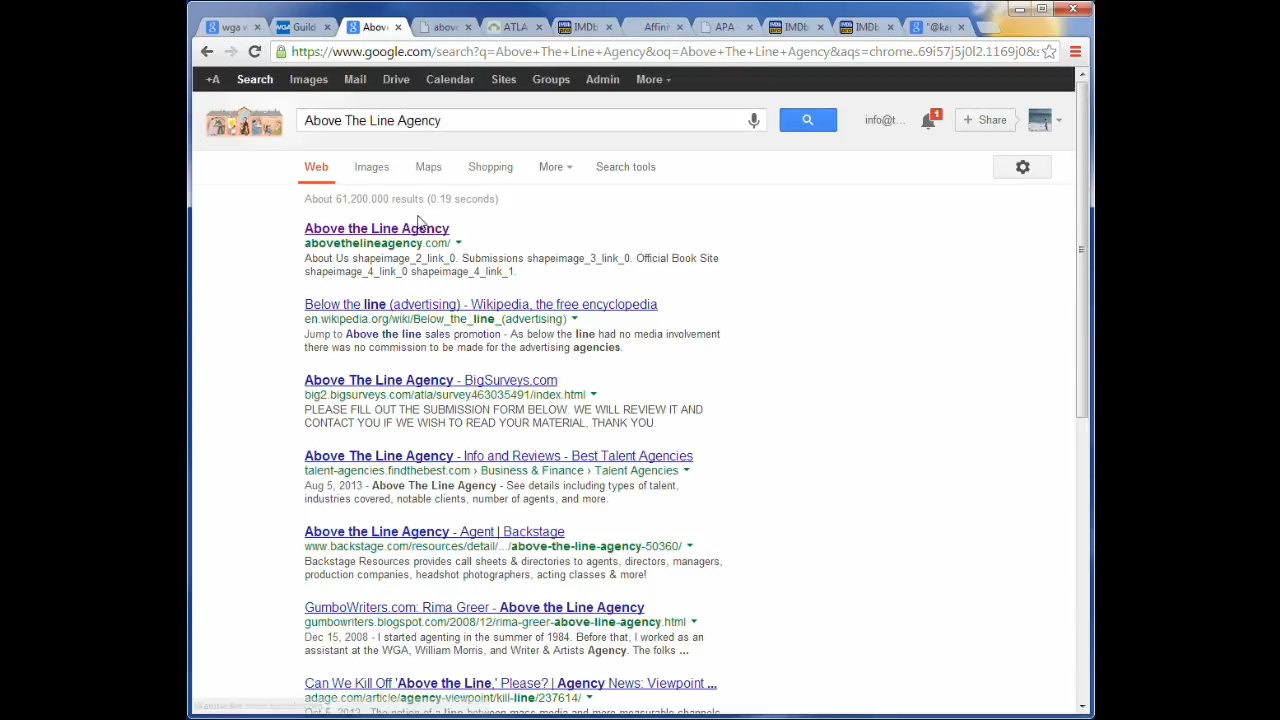 wga w
Guild
Above
above
ATLA
IMDb
Affini
APA
IMDb
IMDb
"@kap
https://www.google.com/search?q=Above+The+Line+Agency&oq=Above+The+Line+Agency&aqs=chrome..69i57j5j0l2.1169j0&
+A Search Images Mail Drive Calendar Sites Groups Admin More
Above The Line Agency
info@t...
1
+ Share
Web Images Maps Shopping More Search tools
About 61,200,000 results (0.19 seconds)
Above the Line Agency
abovethelineagency.com/
About Us shapeimage_2_link_0. Submissions shapeimage_3_link_0. Official Book Site
shapeimage_4_link_0 shapeimage_4_link_1.
Below the line (advertising) - Wikipedia, the free encyclopedia
en.wikipedia.org/wiki/Below_the_line_(advertising)
Jump to Above the line sales promotion - As below the line had no media involvement
there was no commission to be made for the advertising agencies.
Above The Line Agency - BigSurveys.com
big2.bigsurveys.com/atla/survey463035491/index.html
PLEASE FILL OUT THE SUBMISSION FORM BELOW. WE WILL REVIEW IT AND
CONTACT YOU IF WE WISH TO READ YOUR MATERIAL, THANK YOU.
Above The Line Agency - Info and Reviews - Best Talent Agencies
talent-agencies.findthebest.com › Business & Finance › Talent Agencies
Aug 5, 2013 - Above The Line Agency - See details including types of talent,
industries covered, notable clients, number of agents, and more.
Above the Line Agency - Agent | Backstage
www.backstage.com/resources/detail/.../above-the-line-agency-50360/
Backstage Resources provides call sheets & directories to agents, directors, managers,
production companies, headshot photographers, acting classes & more!
GumboWriters.com: Rima Greer - Above the Line Agency
gumbowriters.blogspot.com/2008/12/rima-greer-above-line-agency.html
Dec 15, 2008 - I started agenting in the summer of 1984. Before that, I worked as an
assistant at the WGA, William Morris, and Writer & Artists Agency. The folks ...
Can We Kill Off 'Above the Line,' Please? | Agency News: Viewpoint ...
adage.com/article/agency-viewpoint/kill-line/237614/